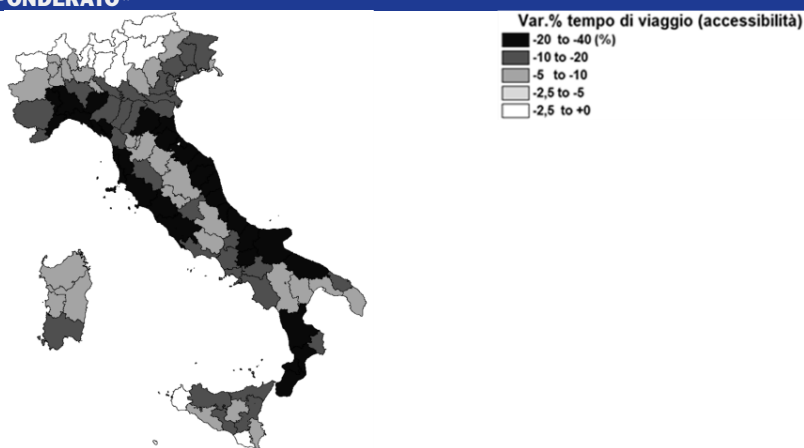 PONDERATO"
Var.% tempo di viaggio (accessibilità)
-20 to -40 (%)
-10 to -20
-5 to -10
-2,5 to -5
-2,5 to +0